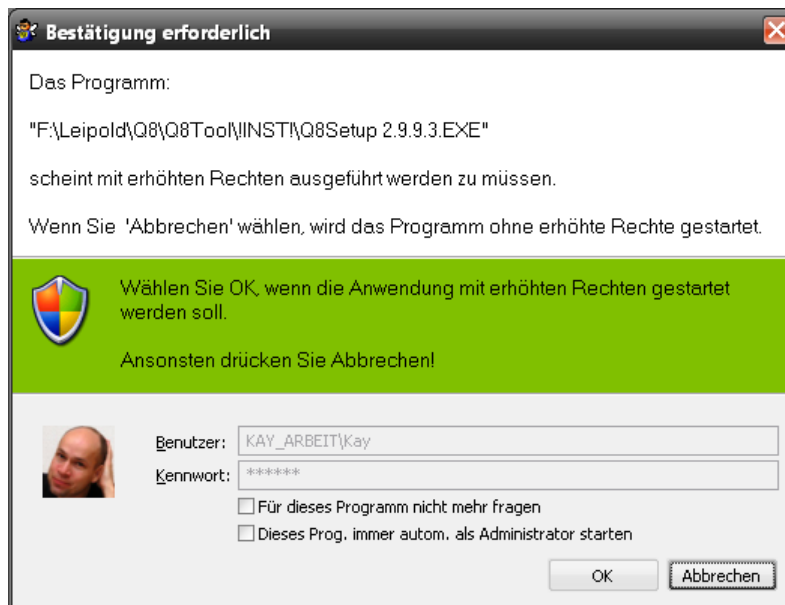 Bestätigung erforderlich
Das Programm:
"F:\Leipold\Q8\Q8Tool\!INST!\Q8Setup 2.9.9.3.EXE"
scheint mit erhöhten Rechten ausgeführt werden zu müssen.
Wenn Sie 'Abbrechen' wählen, wird das Programm ohne erhöhte Rechte gestartet.
Wählen Sie OK, wenn die Anwendung mit erhöhten Rechten gestartet
werden soll.
Ansonsten drücken Sie Abbrechen!
Benutzer: KAY_ARBEIT\Kay
Kennwort: ******
Für dieses Programm nicht mehr fragen
Dieses Prog. immer autom. als Administrator starten
OK Abbrechen